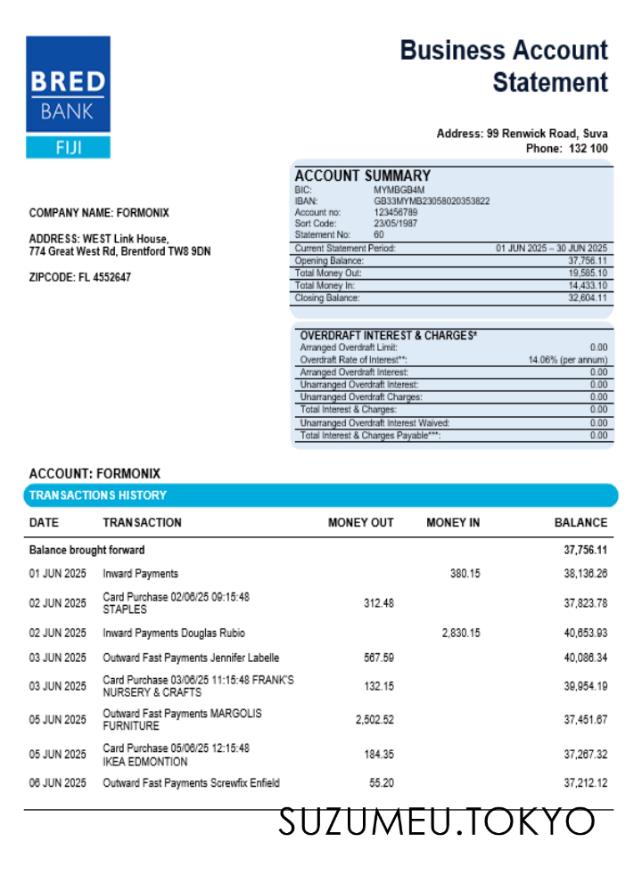 BRED
BANK
FIJI
Business Account
Statement
Address: 99 Renwick Road, Suva
Phone: 132 100
COMPANY NAME: FORMONIX
ADDRESS: WEST Link House,
774 Great West Rd, Brentford TW8 9DN
ZIPCODE: FL 4552647
ACCOUNT SUMMARY
BIC: MYMBGB4M
IBAN: GB33MYMB23058020353822
Account no: 123456789
Sort Code: 23/05/1987
Statement No: 60
Current Statement Period: 01 JUN 2025 – 30 JUN 2025
Opening Balance: 37,756.11
Total Money Out: 19,585.10
Total Money In: 14,433.10
Closing Balance: 32,604.11
OVERDRAFT INTEREST & CHARGES*
Arranged Overdraft Limit: 0.00
Overdraft Rate of Interest**: 14.06% (per annum)
Arranged Overdraft Interest: 0.00
Unarranged Overdraft Interest: 0.00
Unarranged Overdraft Charges: 0.00
Total Interest & Charges: 0.00
Unarranged Overdraft Interest Waived: 0.00
Total Interest & Charges Payable***: 0.00
ACCOUNT: FORMONIX
TRANSACTIONS HISTORY
DATE TRANSACTION MONEY OUT MONEY IN BALANCE
Balance brought forward 37,756.11
01 JUN 2025 Inward Payments 380.15 38,136.26
02 JUN 2025 Card Purchase 02/06/25 09:15:48 312.48 37,823.78
STAPLES
02 JUN 2025 Inward Payments Douglas Rubio 2,830.15 40,653.93
03 JUN 2025 Outward Fast Payments Jennifer Labelle 567.59 40,086.34
03 JUN 2025 Card Purchase 03/06/25 11:15:48 FRANK'S 132.15 39,954.19
NURSERY & CRAFTS
05 JUN 2025 Outward Fast Payments MARGOLIS 2,502.52 37,451.67
FURNITURE
05 JUN 2025 Card Purchase 05/06/25 12:15:48 184.35 37,267.32
IKEA EDMONTION
06 JUN 2025 Outward Fast Payments Screwfix Enfield 55.20 37,212.12
SUZUMEU.TOKYO